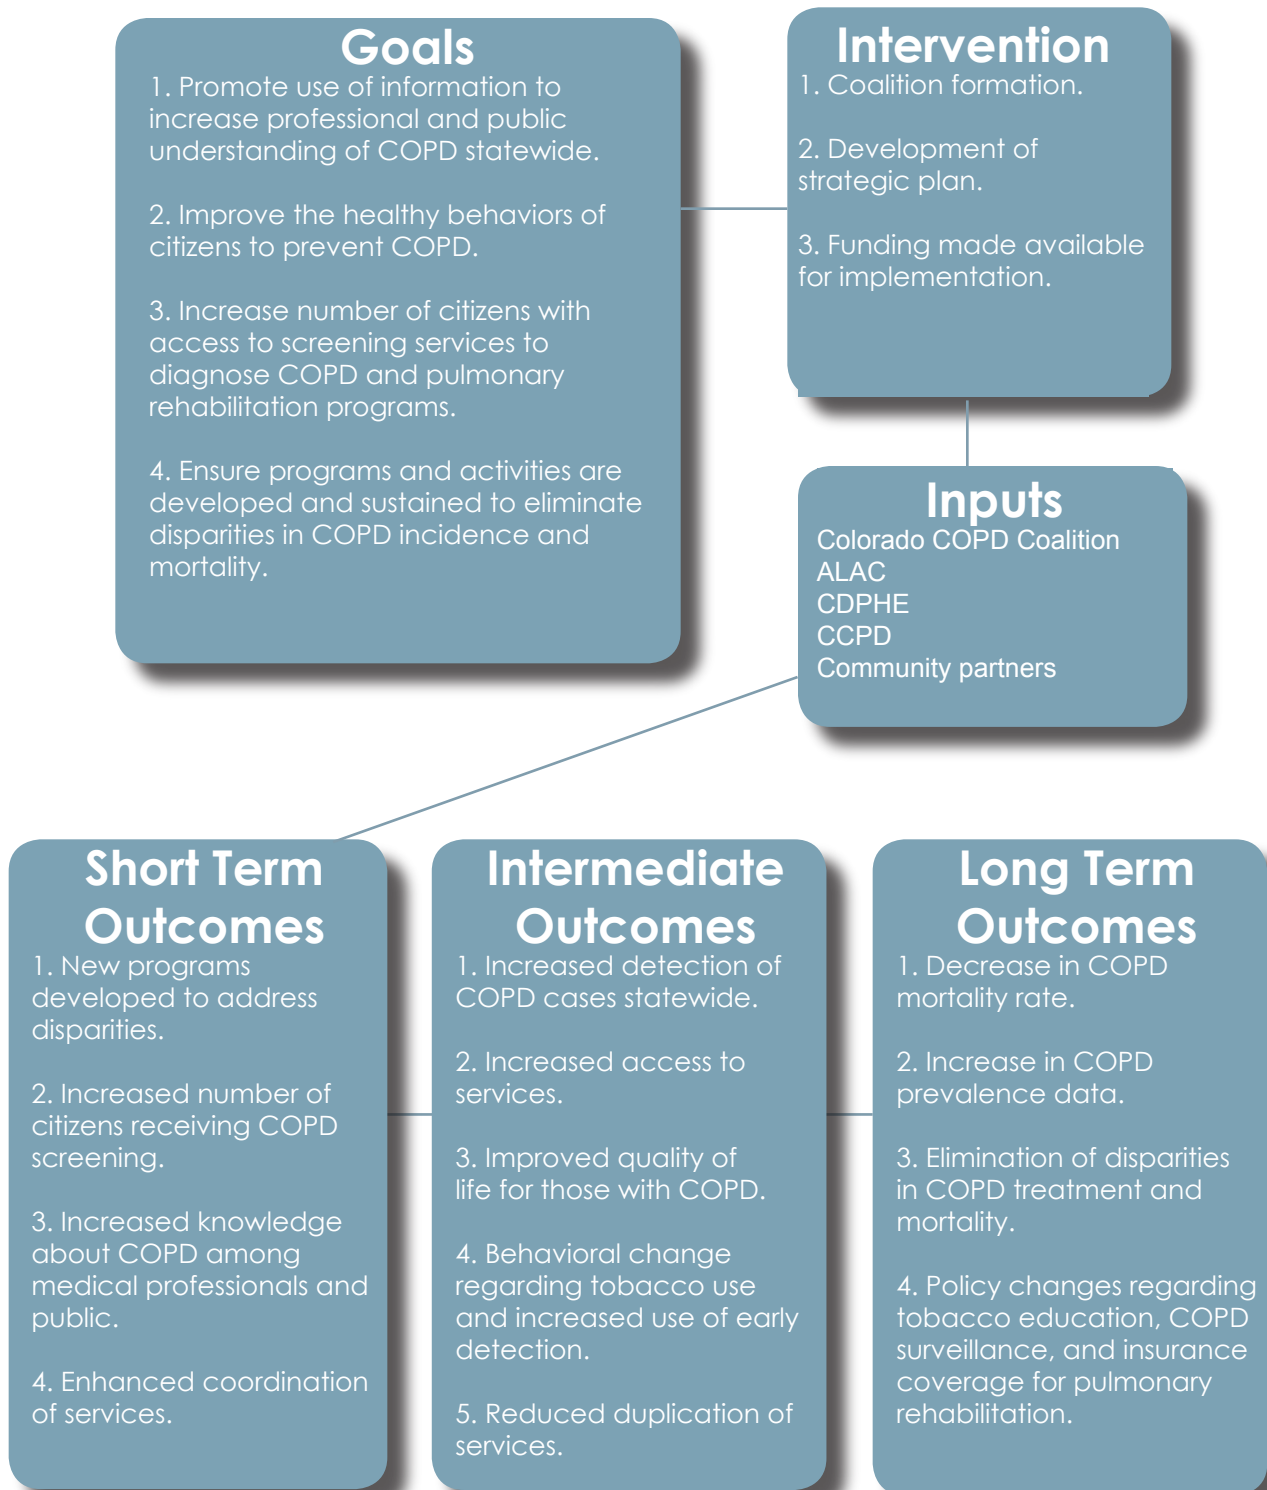 Goals
1. Promote use of information to
increase professional and public
understanding of COPD statewide.
2. Improve the healthy behaviors of
citizens to prevent COPD.
3. Increase number of citizens with
access to screening services to
diagnose COPD and pulmonary
rehabilitation programs.
4. Ensure programs and activities are
developed and sustained to eliminate
disparities in COPD incidence and
mortality.
Intervention
1. Coalition formation.
2. Development of
strategic plan.
3. Funding made available
for implementation.
Inputs
Colorado COPD Coalition
ALAC
CDPHE
CCPD
Community partners
Short Term
Outcomes
1. New programs
developed to address
disparities.
2. Increased number of
citizens receiving COPD
screening.
3. Increased knowledge
about COPD among
medical professionals and
public.
4. Enhanced coordination
of services.
Intermediate
Outcomes
1. Increased detection of
COPD cases statewide.
2. Increased access to
services.
3. Improved quality of
life for those with COPD.
4. Behavioral change
regarding tobacco use
and increased use of early
detection.
5. Reduced duplication of
services.
Long Term
Outcomes
1. Decrease in COPD
mortality rate.
2. Increase in COPD
prevalence data.
3. Elimination of disparities
in COPD treatment and
mortality.
4. Policy changes regarding
tobacco education, COPD
surveillance, and insurance
coverage for pulmonary
rehabilitation.